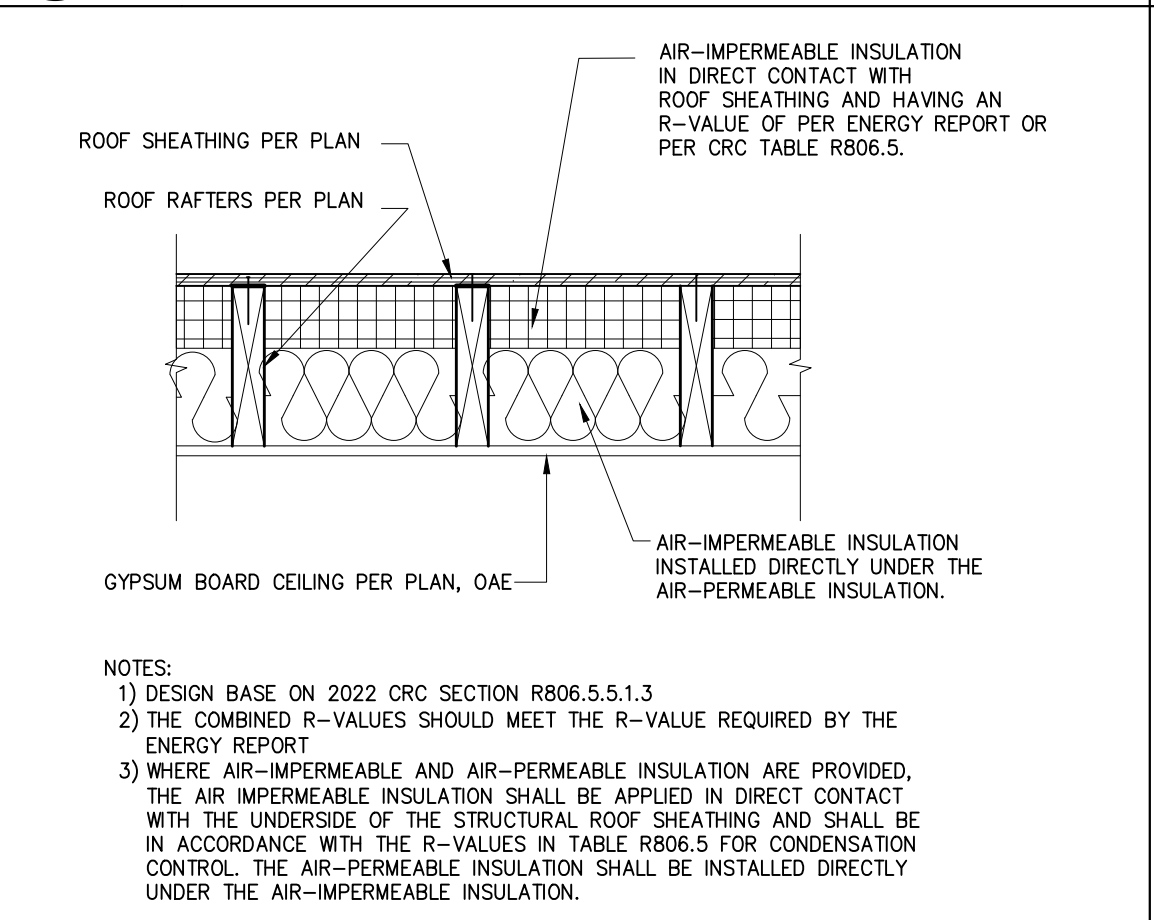 AIR-IMPERMEABLE INSULATION
IN DIRECT CONTACT WITH
ROOF SHEATHING AND HAVING AN
R-VALUE OF PER ENERGY REPORT OR
PER CRC TABLE R806.5.
ROOF SHEATHING PER PLAN
ROOF RAFTERS PER PLAN
AIR-IMPERMEABLE INSULATION
INSTALLED DIRECTLY UNDER THE
AIR-PERMEABLE INSULATION.
GYPSUM BOARD CEILING PER PLAN, OAE
NOTES:
1) DESIGN BASE ON 2022 CRC SECTION R806.5.5.1.3
2) THE COMBINED R-VALUES SHOULD MEET THE R-VALUE REQUIRED BY THE
ENERGY REPORT
3) WHERE AIR-IMPERMEABLE AND AIR-PERMEABLE INSULATION ARE PROVIDED,
THE AIR IMPERMEABLE INSULATION SHALL BE APPLIED IN DIRECT CONTACT
WITH THE UNDERSIDE OF THE STRUCTURAL ROOF SHEATHING AND SHALL BE
IN ACCORDANCE WITH THE R-VALUES IN TABLE R806.5 FOR CONDENSATION
CONTROL. THE AIR-PERMEABLE INSULATION SHALL BE INSTALLED DIRECTLY
UNDER THE AIR-IMPERMEABLE INSULATION.